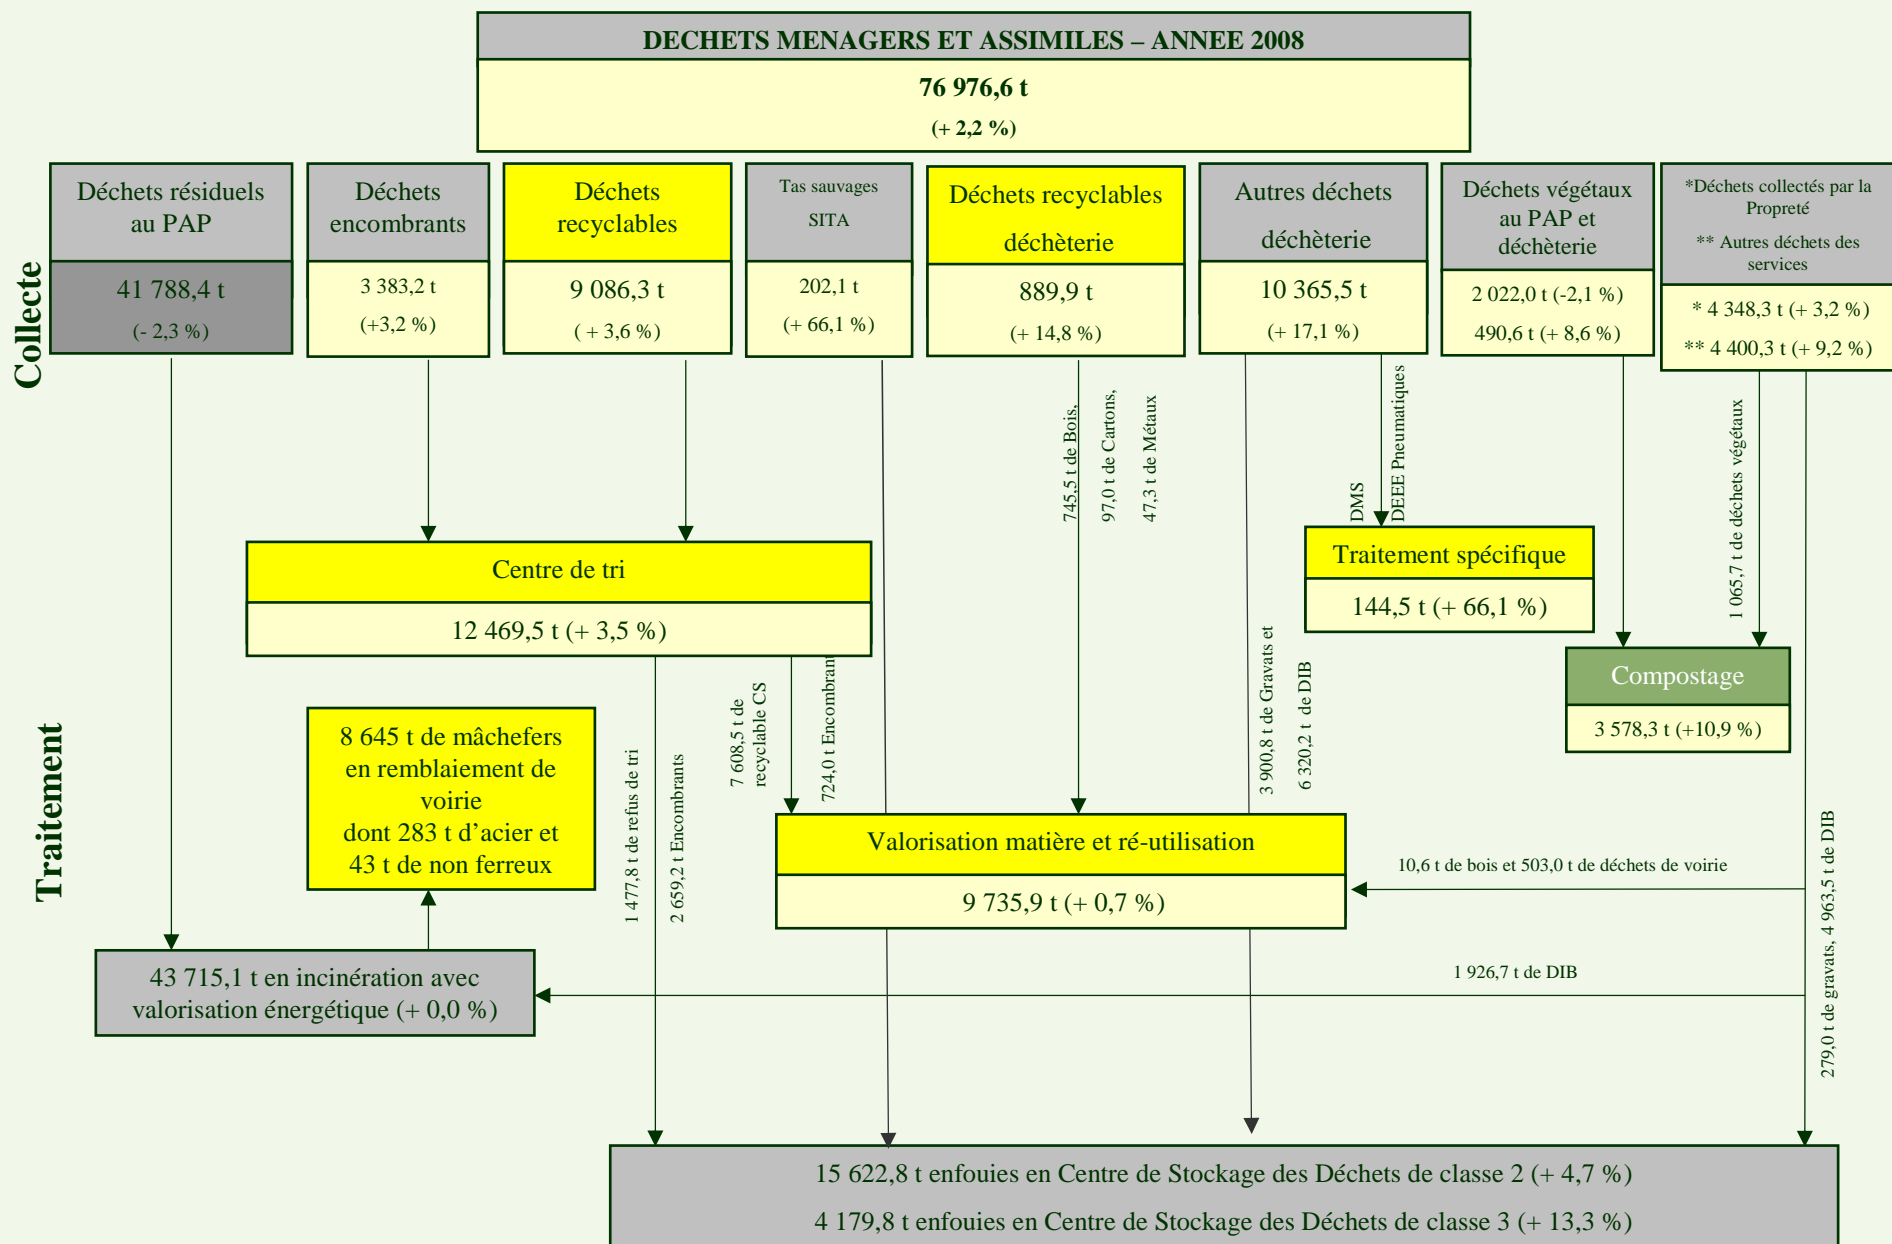 DECHETS MENAGERS ET ASSIMILES – ANNEE 2008
76 976,6 t
(+ 2,2 %)
Collecte
Déchets résiduels
au PAP
41 788,4 t
(- 2,3 %)
Déchets
encombrants
3 383,2 t
(+3,2 %)
Déchets
recyclables
9 086,3 t
( + 3,6 %)
Tas sauvages
SITA
202,1 t
(+ 66,1 %)
Déchets recyclables
déchèterie
889,9 t
(+ 14,8 %)
Autres déchets
déchèterie
10 365,5 t
(+ 17,1 %)
Déchets végétaux
au PAP et
déchèterie
2 022,0 t (-2,1 %)
490,6 t (+ 8,6 %)
*Déchets collectés par la
Propreté
** Autres déchets des
services
* 4 348,3 t (+ 3,2 %)
** 4 400,3 t (+ 9,2 %)
745,5 t de Bois,
97,0 t de Cartons,
47,3 t de Métaux
DMS
DEEE Pneumatiques
1 065,7 t de déchets végétaux
Traitement
Centre de tri
12 469,5 t (+ 3,5 %)
Traitement spécifique
144,5 t (+ 66,1 %)
Compostage
3 578,3 t (+10,9 %)
8 645 t de mâchefers
en remblaiement de
voirie
dont 283 t d’acier et
43 t de non ferreux
1 477,8 t de refus de tri
2 659,2 t Encombrants
7 608,5 t de
recyclable CS
724,0 t Encombrant
3 900,8 t de Gravats et
6 320,2 t de DIB
Valorisation matière et ré-utilisation
9 735,9 t (+ 0,7 %)
10,6 t de bois et 503,0 t de déchets de voirie
279,0 t de gravats, 4 963,5 t de DIB
43 715,1 t en incinération avec
valorisation énergétique (+ 0,0 %)
1 926,7 t de DIB
15 622,8 t enfouies en Centre de Stockage des Déchets de classe 2 (+ 4,7 %)
4 179,8 t enfouies en Centre de Stockage des Déchets de classe 3 (+ 13,3 %)